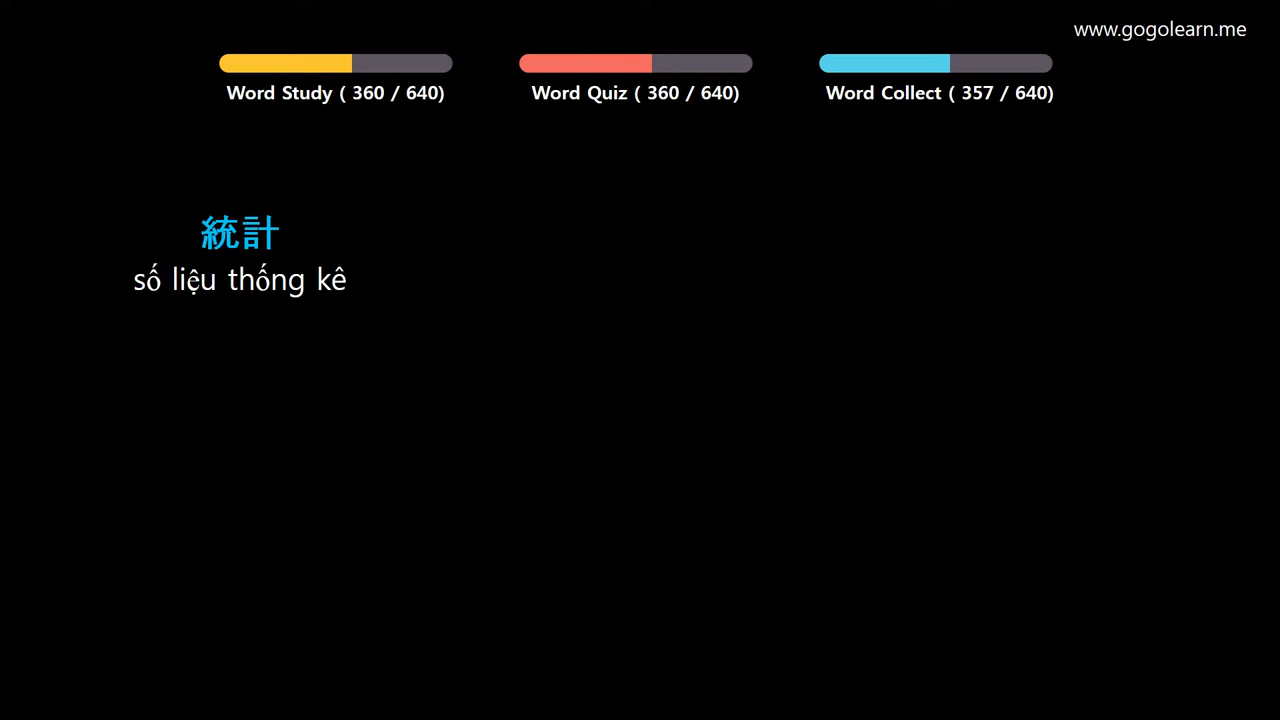 www.gogolearn.me
Word Study ( 360 / 640)
Word Quiz ( 360 / 640)
Word Collect ( 357 / 640)
統計
số liệu thống kê